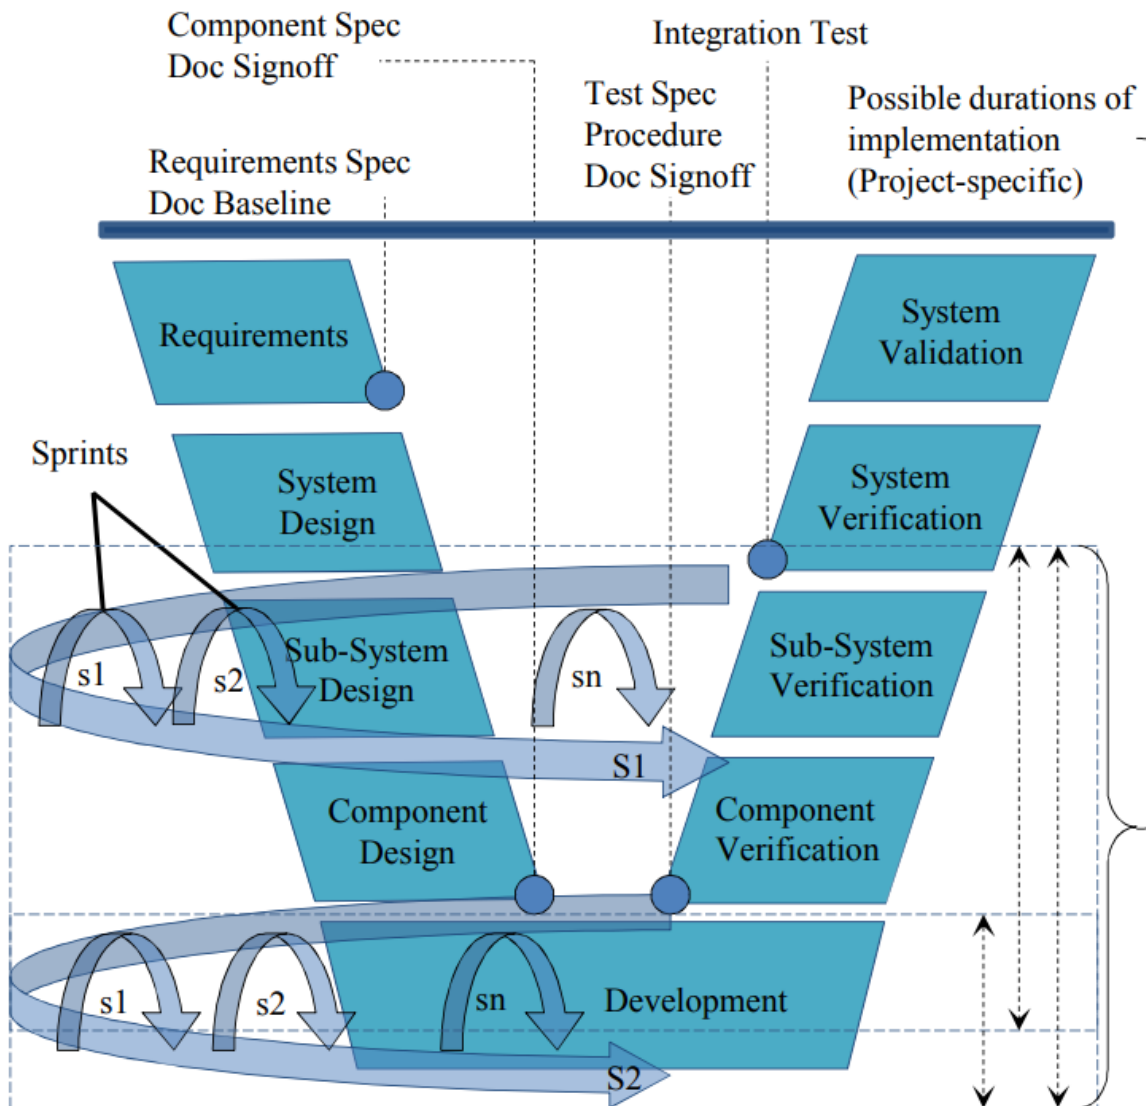 Component Spec
Doc Signoff
Integration Test
Test Spec
Procedure
Doc Signoff
Possible durations of
implementation
(Project-specific)
Requirements Spec
Doc Baseline
Requirements
System
Validation
Sprints
System
Design
System
Verification
s1
s2
Sub-System
Design
sn
Sub-System
Verification
S1
Component
Design
Component
Verification
s1
s2
sn
Development
S2